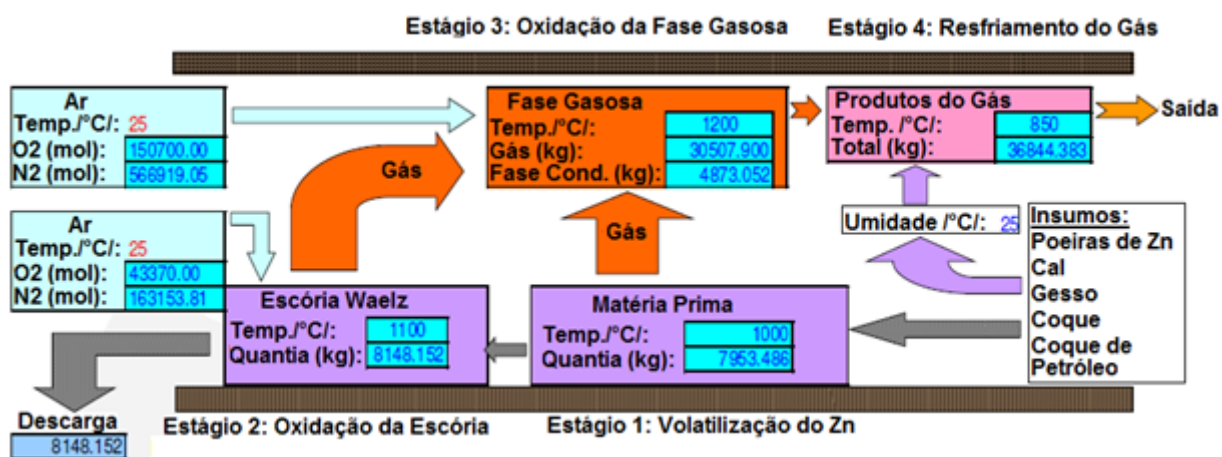 Estágio 3: Oxidação da Fase Gasosa
Estágio 4: Resfriamento do Gás
Ar
Temp./°C/: 25
O2 (mol): 150700.00
N2 (mol): 566919.05
Fase Gasosa
Temp./°C/: 1200
Gás (kg): 30507.900
Fase Cond. (kg): 4873.052
Produtos do Gás
Temp. /°C/: 850
Total (kg): 36844.383
Saída
Gás
Gás
Ar
Temp./°C/: 25
O2 (mol): 43370.00
N2 (mol): 163153.81
Umidade /°C/: 25
Insumos:
Poeiras de Zn
Cal
Gesso
Coque
Coque de
Petróleo
Escória Waelz
Temp./°C/: 1100
Quantia (kg): 8148.152
Matéria Prima
Temp./°C/: 1000
Quantia (kg): 7953.486
Descarga
8148.152
Estágio 2: Oxidação da Escória
Estágio 1: Volatilização do Zn